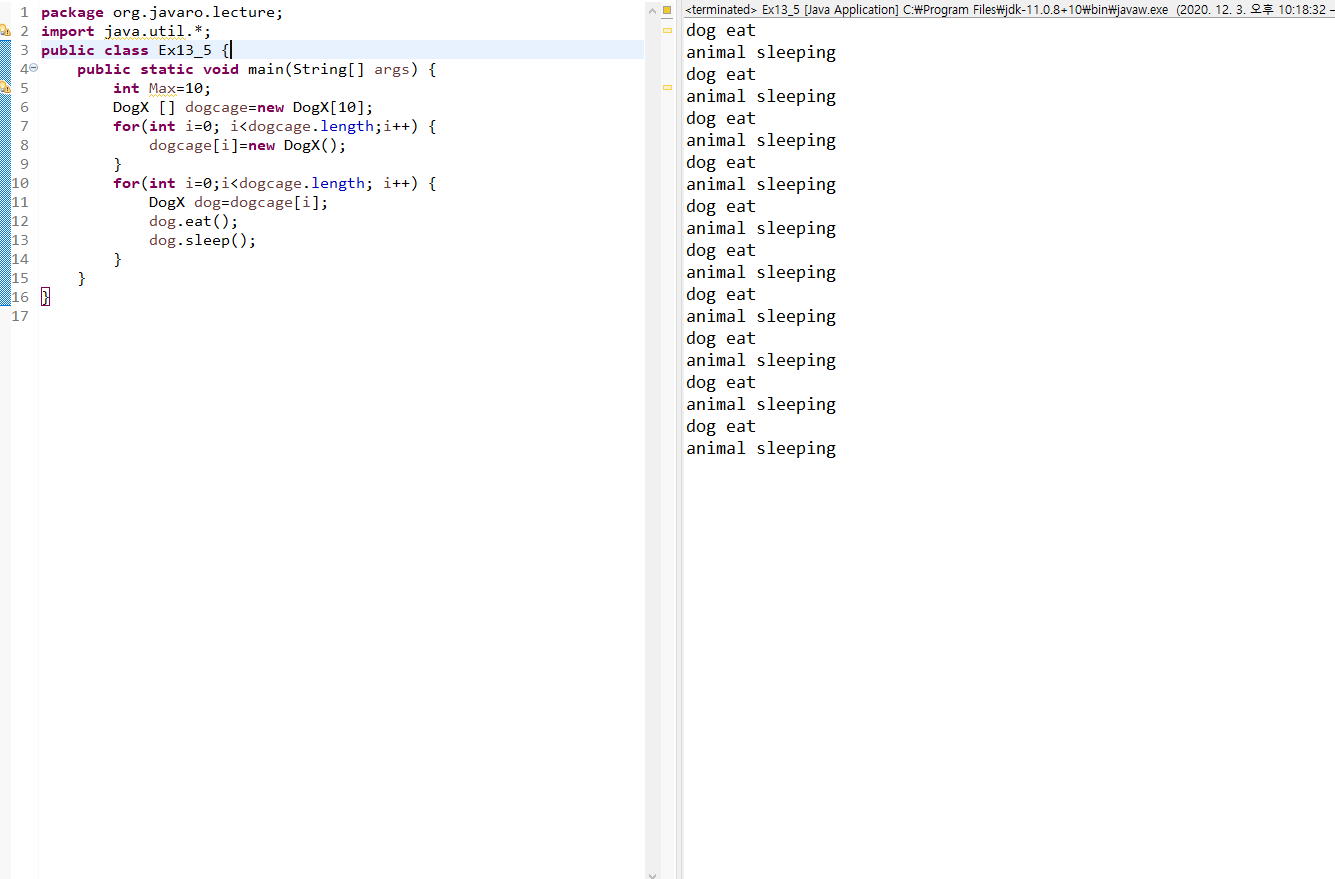 1 package org.javaro.lecture;
2 import java.util.*;
3 public class Ex13_5 {
4 public static void main(String[] args) {
5 int Max=10;
6 DogX [] dogcage=new DogX[10];
7 for(int i=0; i<dogcage.length;i++) {
8 dogcage[i]=new DogX();
9 }
10 for(int i=0;i<dogcage.length; i++) {
11 DogX dog=dogcage[i];
12 dog.eat();
13 dog.sleep();
14 }
15 }
16 }
17
<terminated> Ex13_5 [Java Application] C:₩Program Files₩jdk-11.0.8+10₩bin₩javaw.exe (2020. 12. 3. 오후 10:18:32 –
dog eat
animal sleeping
dog eat
animal sleeping
dog eat
animal sleeping
dog eat
animal sleeping
dog eat
animal sleeping
dog eat
animal sleeping
dog eat
animal sleeping
dog eat
animal sleeping
dog eat
animal sleeping
dog eat
animal sleeping